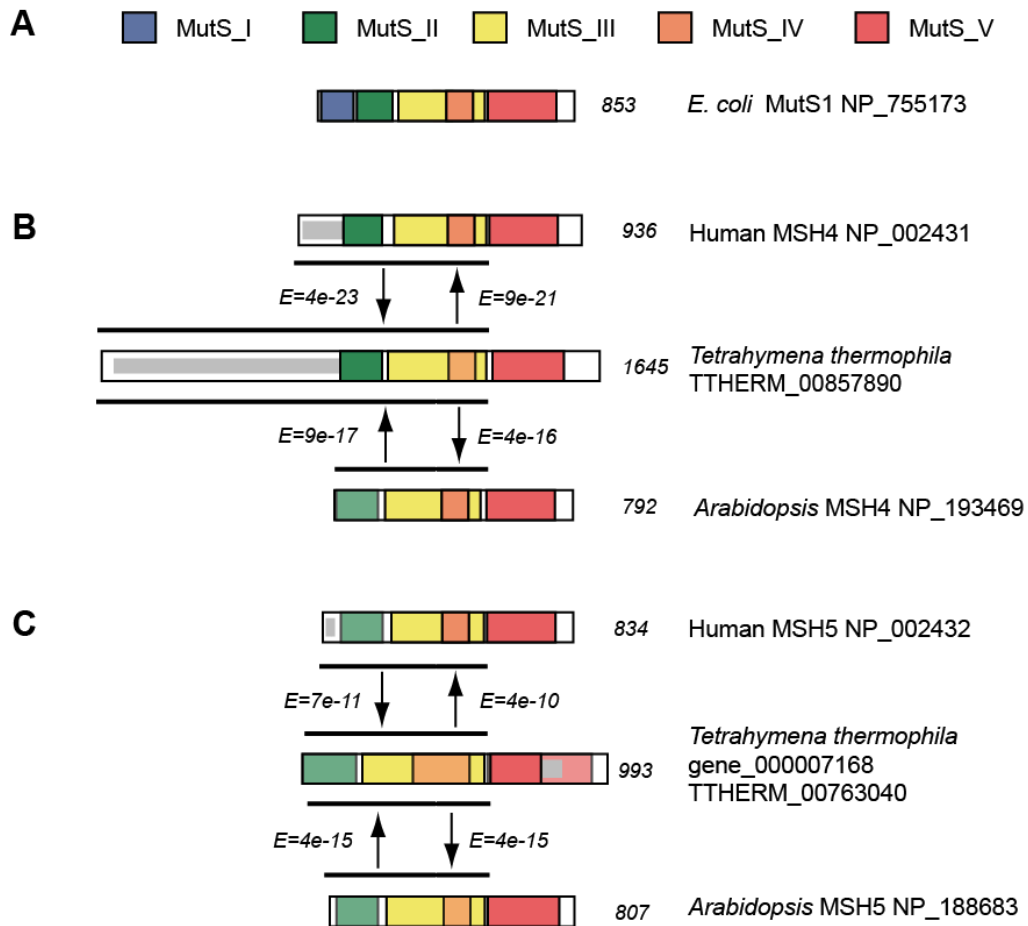 A
MutS_I MutS_II MutS_III MutS_IV MutS_V
853 E. coli MutS1 NP_755173
B
936 Human MSH4 NP_002431
E=4e-23 E=9e-21
1645 Tetrahymena thermophila
TTHERM_00857890
E=9e-17 E=4e-16
792 Arabidopsis MSH4 NP_193469
C
834 Human MSH5 NP_002432
E=7e-11 E=4e-10
993 Tetrahymena thermophila
gene_000007168
TTHERM_00763040
E=4e-15 E=4e-15
807 Arabidopsis MSH5 NP_188683